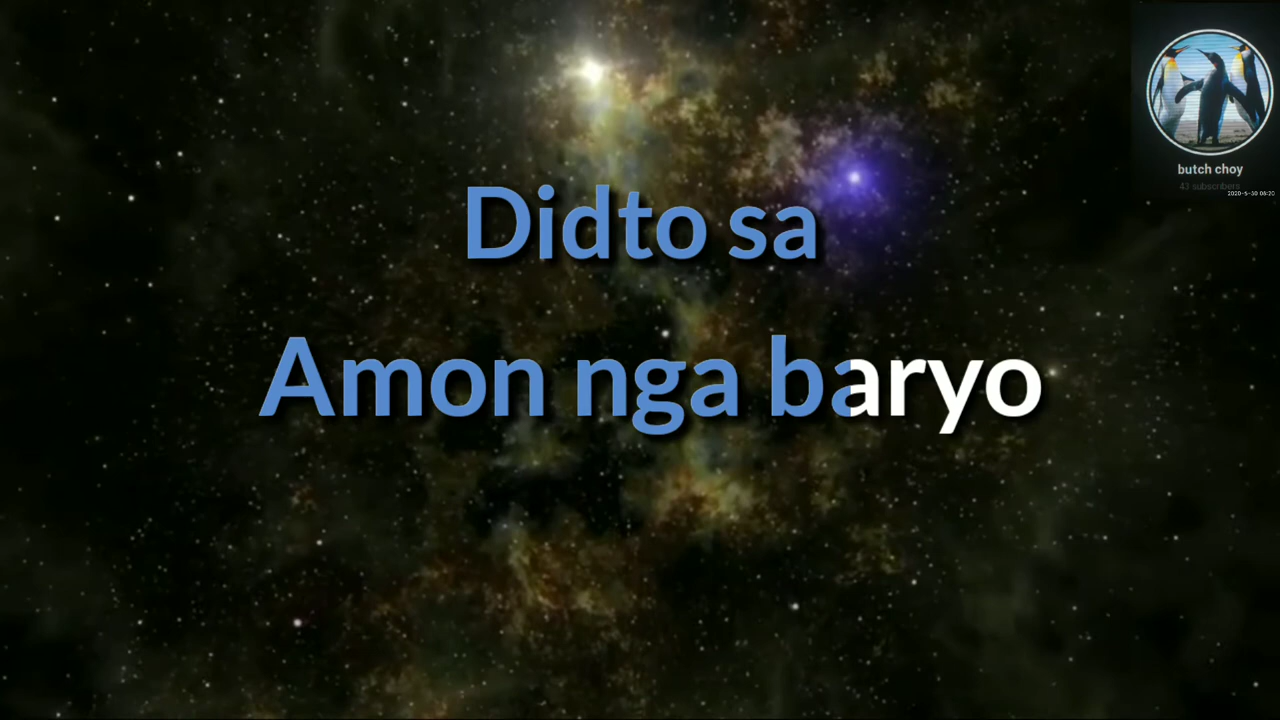 butch choy
43 subscribers
2020-5-30 06:20
Didto sa
Amon nga baryo